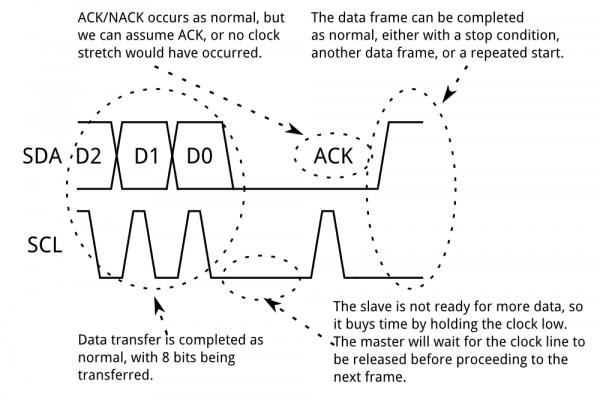 ACK/NACK occurs as normal, but
we can assume ACK, or no clock
stretch would have occurred.
The data frame can be completed
as normal, either with a stop condition,
another data frame, or a repeated start.
SDA D2 D1 D0 ACK
SCL
Data transfer is completed as
normal, with 8 bits being
transferred.
The slave is not ready for more data, so
it buys time by holding the clock low.
The master will wait for the clock line to
be released before proceeding to the
next frame.